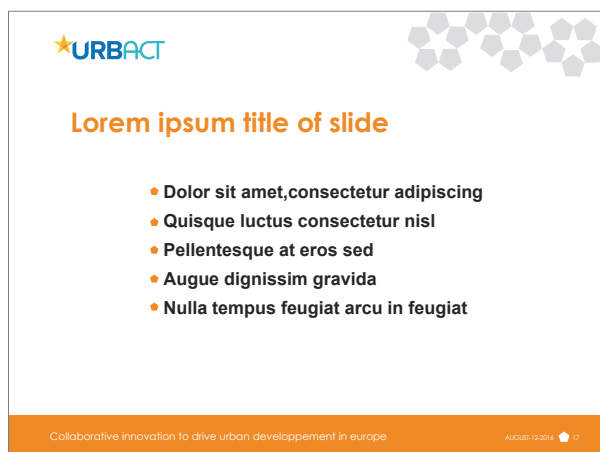 URBACT
Lorem ipsum title of slide
Dolor sit amet,consectetur adipiscing
Quisque luctus consectetur nisl
Pellentesque at eros sed
Augue dignissim gravida
Nulla tempus feugiat arcu in feugiat
Collaborative innovation to drive urban developpement in europe
AUGUST-12-2016 17